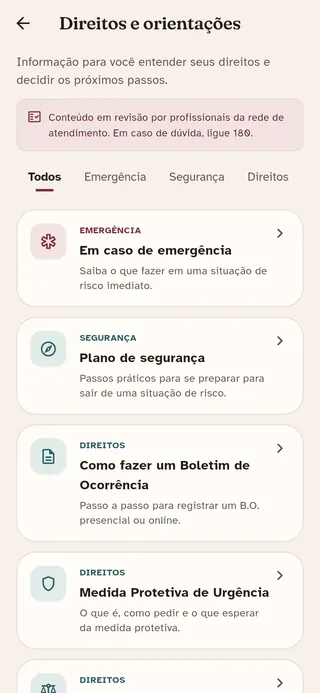 Direitos e orientações
Informação para você entender seus direitos e
decidir os próximos passos.
Conteúdo em revisão por profissionais da rede de
atendimento. Em caso de dúvida, ligue 180.
Todos Emergência Segurança Direitos
EMERGÊNCIA
Em caso de emergência
Saiba o que fazer em uma situação de
risco imediato.
SEGURANÇA
Plano de segurança
Passos práticos para se preparar para
sair de uma situação de risco.
DIREITOS
Como fazer um Boletim de
Ocorrência
Passo a passo para registrar um B.O.
presencial ou online.
DIREITOS
Medida Protetiva de Urgência
O que é, como pedir e o que esperar
da medida protetiva.
DIREITOS